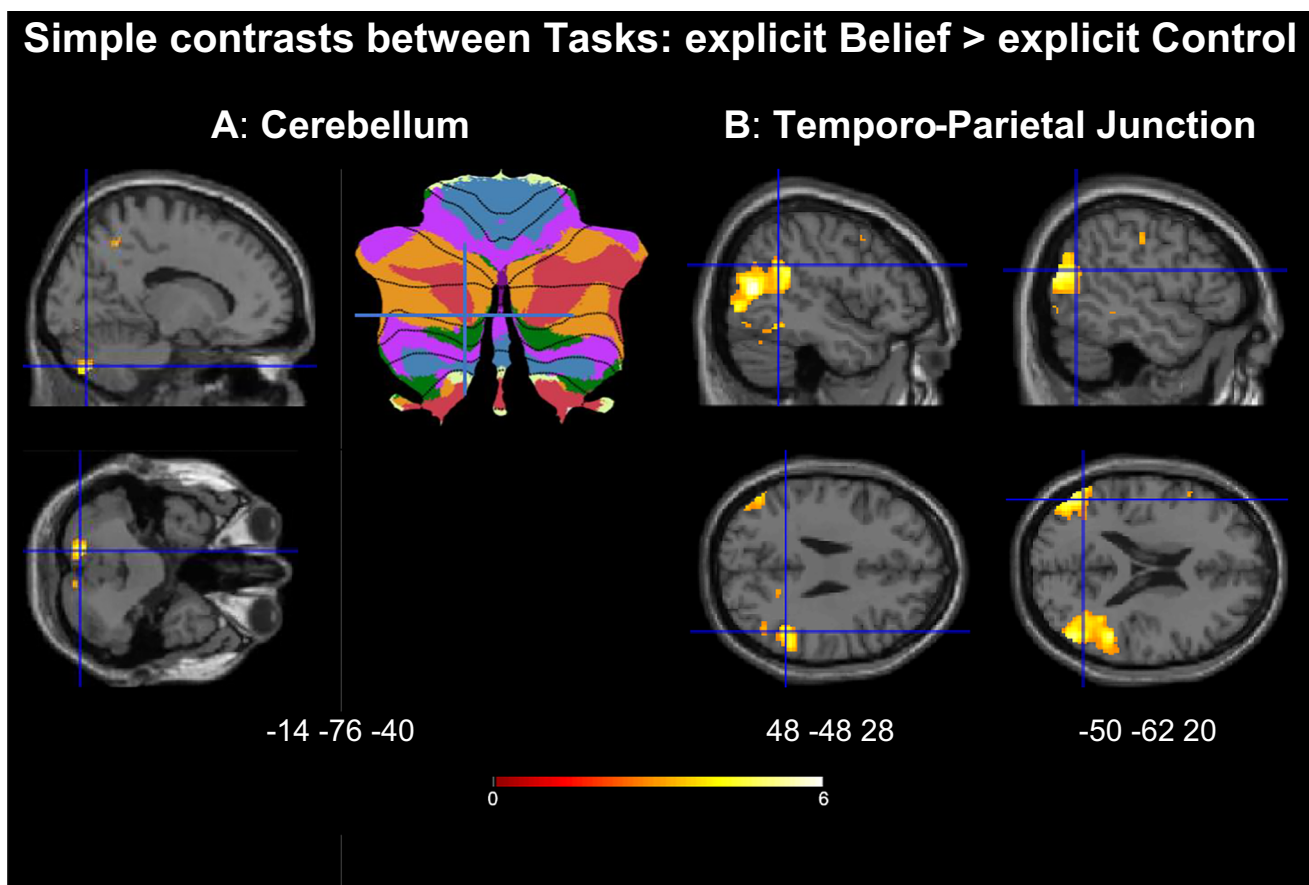 Simple contrasts between Tasks: explicit Belief > explicit Control
A: Cerebellum
B: Temporo-Parietal Junction
-14 -76 -40
48 -48 28
-50 -62 20
0
6